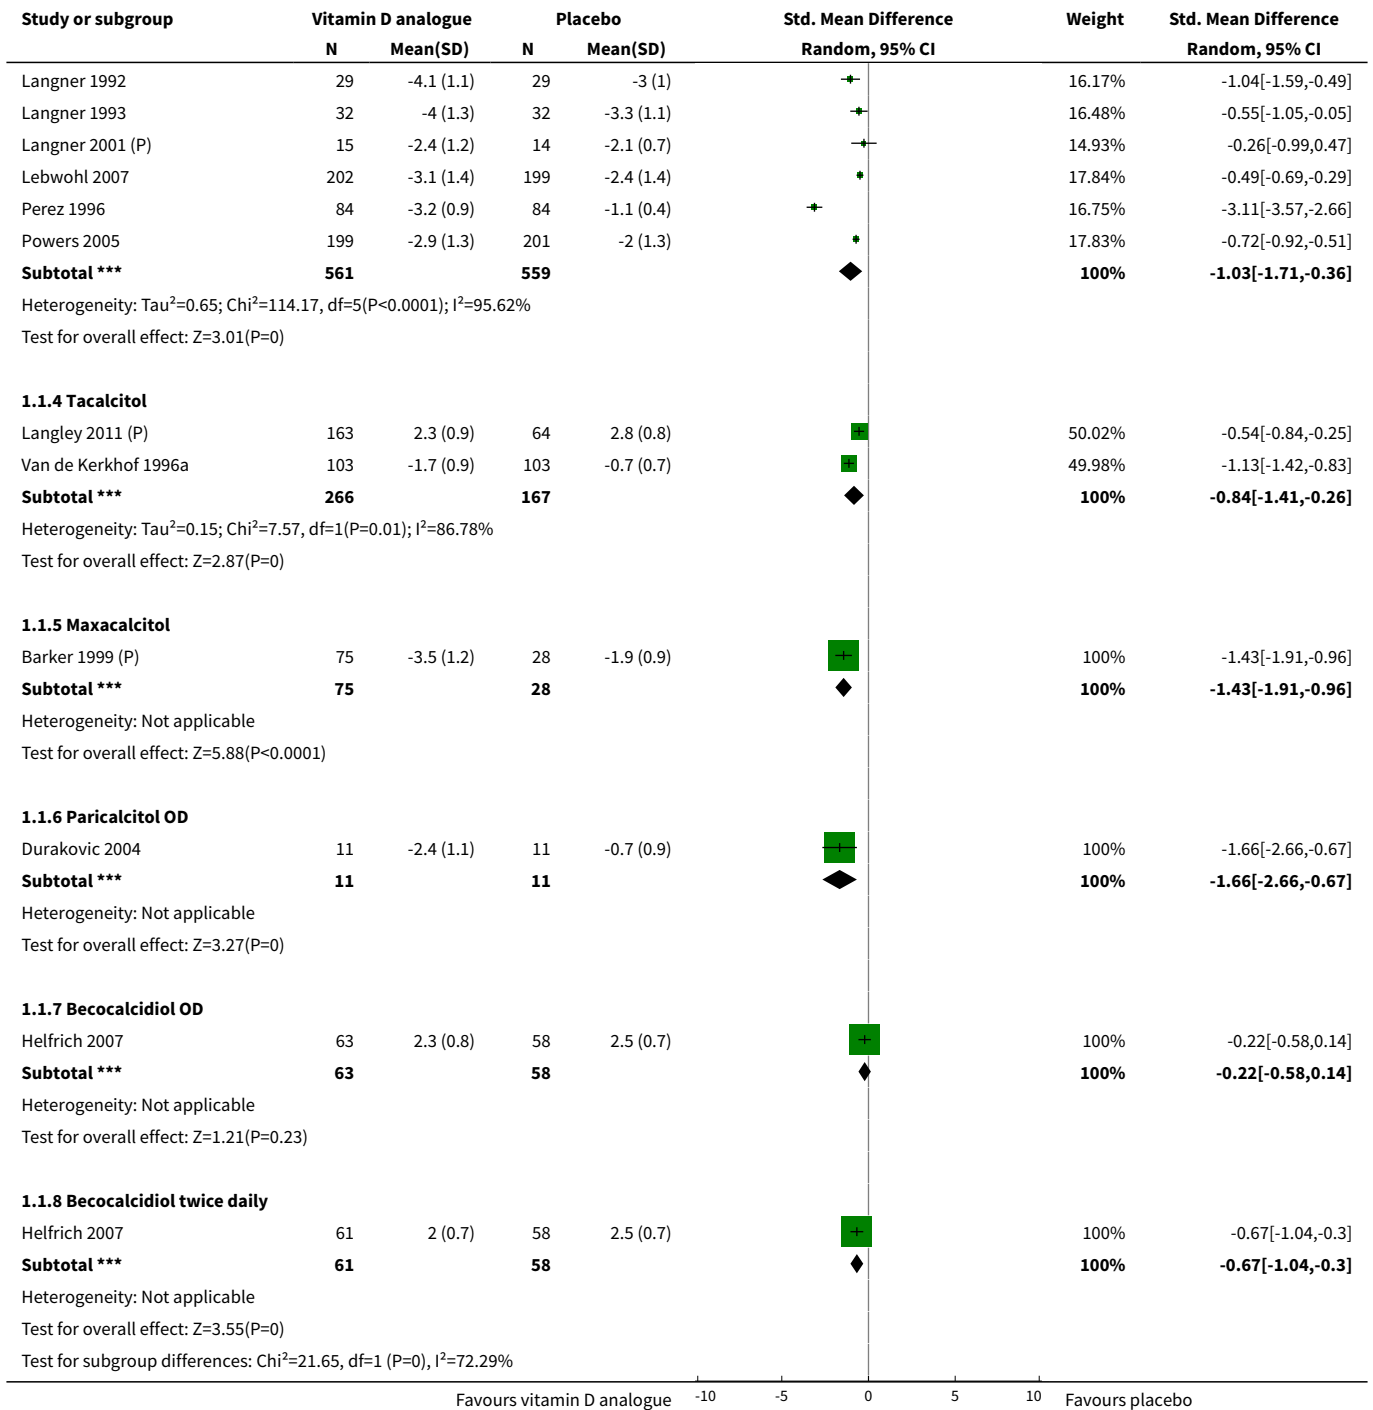 Study or subgroup Vitamin D analogue Placebo Std. Mean Difference Weight Std. Mean Difference
N Mean(SD) N Mean(SD) Random, 95% CI Random, 95% CI
Langner 1992 29 -4.1 (1.1) 29 -3 (1) 16.17% -1.04[-1.59,-0.49]
Langner 1993 32 -4 (1.3) 32 -3.3 (1.1) 16.48% -0.55[-1.05,-0.05]
Langner 2001 (P) 15 -2.4 (1.2) 14 -2.1 (0.7) 14.93% -0.26[-0.99,0.47]
Lebwohl 2007 202 -3.1 (1.4) 199 -2.4 (1.4) 17.84% -0.49[-0.69,-0.29]
Perez 1996 84 -3.2 (0.9) 84 -1.1 (0.4) 16.75% -3.11[-3.57,-2.66]
Powers 2005 199 -2.9 (1.3) 201 -2 (1.3) 17.83% -0.72[-0.92,-0.51]
Subtotal *** 561 559 100% -1.03[-1.71,-0.36]
Heterogeneity: Tau²=0.65; Chi²=114.17, df=5(P<0.0001); I²=95.62%
Test for overall effect: Z=3.01(P=0)
1.1.4 Tacalcitol
Langley 2011 (P) 163 2.3 (0.9) 64 2.8 (0.8) 50.02% -0.54[-0.84,-0.25]
Van de Kerkhof 1996a 103 -1.7 (0.9) 103 -0.7 (0.7) 49.98% -1.13[-1.42,-0.83]
Subtotal *** 266 167 100% -0.84[-1.41,-0.26]
Heterogeneity: Tau²=0.15; Chi²=7.57, df=1(P=0.01); I²=86.78%
Test for overall effect: Z=2.87(P=0)
1.1.5 Maxacalcitol
Barker 1999 (P) 75 -3.5 (1.2) 28 -1.9 (0.9) 100% -1.43[-1.91,-0.96]
Subtotal *** 75 28 100% -1.43[-1.91,-0.96]
Heterogeneity: Not applicable
Test for overall effect: Z=5.88(P<0.0001)
1.1.6 Paricalcitol OD
Durakovic 2004 11 -2.4 (1.1) 11 -0.7 (0.9) 100% -1.66[-2.66,-0.67]
Subtotal *** 11 11 100% -1.66[-2.66,-0.67]
Heterogeneity: Not applicable
Test for overall effect: Z=3.27(P=0)
1.1.7 Becocalcidiol OD
Helfrich 2007 63 2.3 (0.8) 58 2.5 (0.7) 100% -0.22[-0.58,0.14]
Subtotal *** 63 58 100% -0.22[-0.58,0.14]
Heterogeneity: Not applicable
Test for overall effect: Z=1.21(P=0.23)
1.1.8 Becocalcidiol twice daily
Helfrich 2007 61 2 (0.7) 58 2.5 (0.7) 100% -0.67[-1.04,-0.3]
Subtotal *** 61 58 100% -0.67[-1.04,-0.3]
Heterogeneity: Not applicable
Test for overall effect: Z=3.55(P=0)
Test for subgroup differences: Chi²=21.65, df=1 (P=0), I²=72.29%
Favours vitamin D analogue -10 -5 0 5 10 Favours placebo